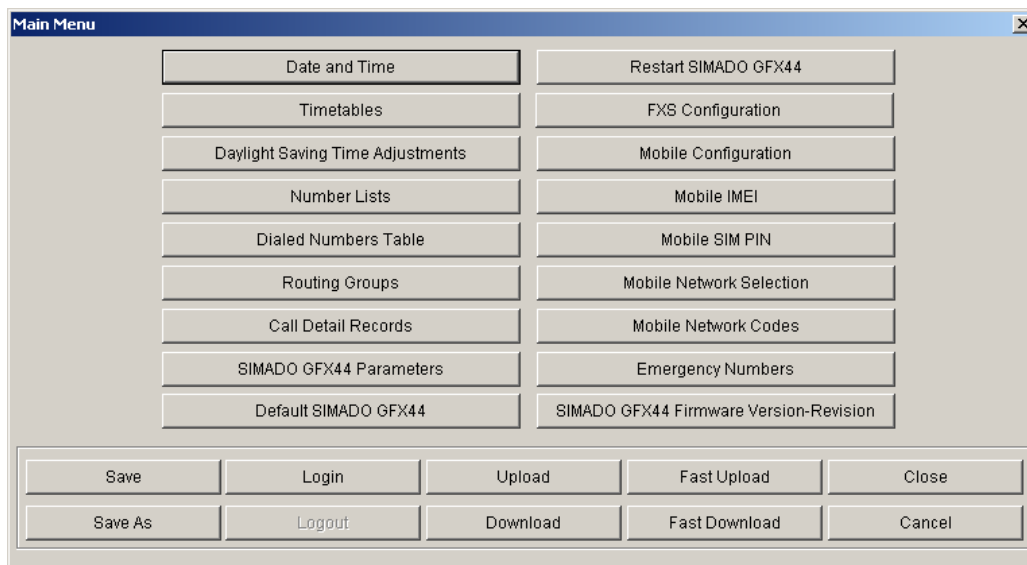 Main Menu
Date and Time
Restart SIMADO GFX44
Timetables
FXS Configuration
Daylight Saving Time Adjustments
Mobile Configuration
Number Lists
Mobile IMEI
Dialed Numbers Table
Mobile SIM PIN
Routing Groups
Mobile Network Selection
Call Detail Records
Mobile Network Codes
SIMADO GFX44 Parameters
Emergency Numbers
Default SIMADO GFX44
SIMADO GFX44 Firmware Version-Revision
Save
Login
Upload
Fast Upload
Close
Save As
Logout
Download
Fast Download
Cancel